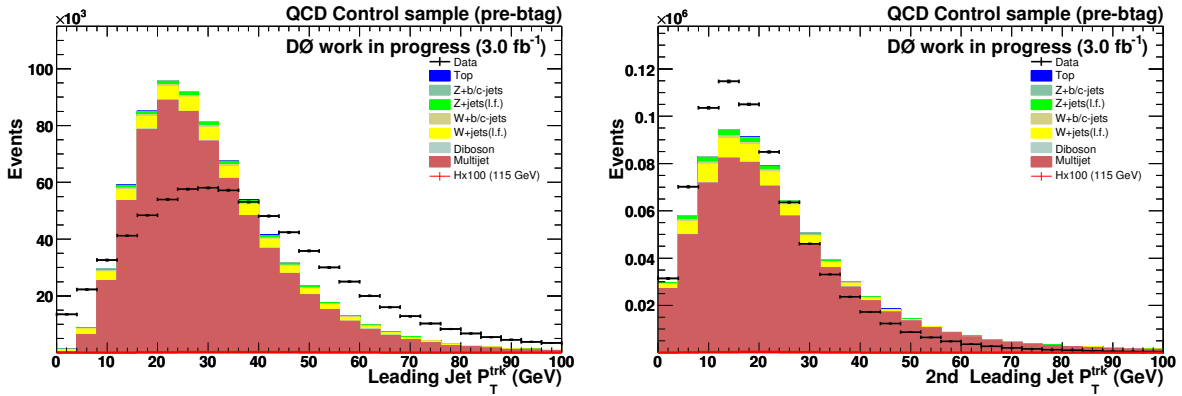 QCD Control sample (pre-btag)
×10³
DØ work in progress (3.0 fb⁻¹)
Data
Top
Z+b/c-jets
Z+jets(l.f.)
W+b/c-jets
W+jets(l.f.)
Diboson
Multijet
Hx100 (115 GeV)
Events
100
80
60
40
20
0 10 20 30 40 50 60 70 80 90 100
Leading Jet P_T^trk (GeV)
QCD Control sample (pre-btag)
×10⁶
DØ work in progress (3.0 fb⁻¹)
Data
Top
Z+b/c-jets
Z+jets(l.f.)
W+b/c-jets
W+jets(l.f.)
Diboson
Multijet
Hx100 (115 GeV)
Events
0.12
0.1
0.08
0.06
0.04
0.02
0 10 20 30 40 50 60 70 80 90 100
2nd Leading Jet P_T^trk (GeV)